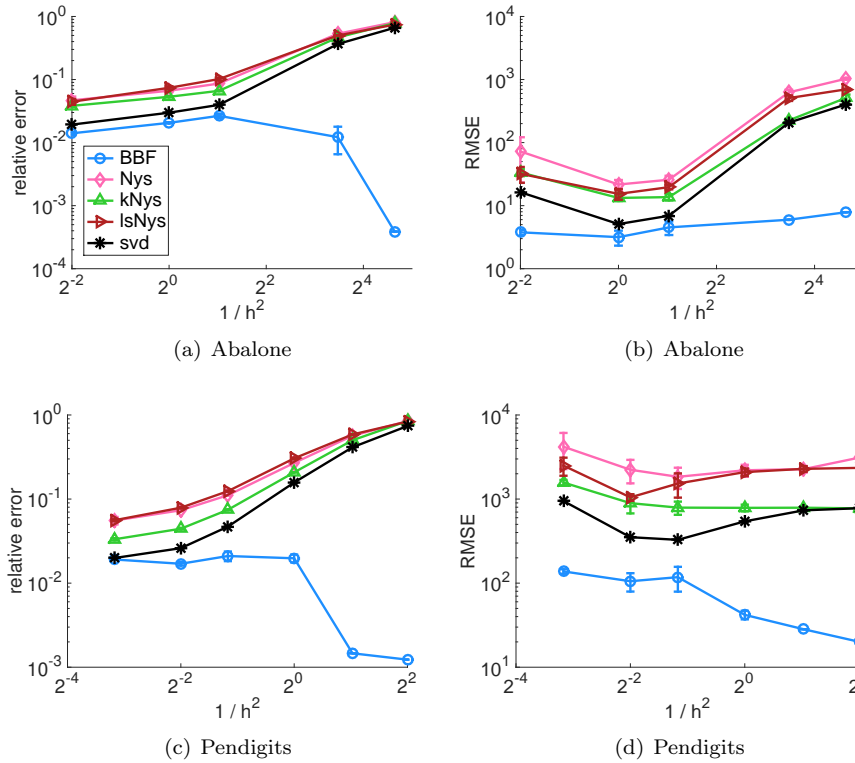 10^0
10^-1
10^-2
10^-3
10^-4
relative error
BBF
Nys
kNys
lsNys
svd
2^-2
2^0
2^2
2^4
1 / h^2
(a) Abalone
10^4
10^3
10^2
10^1
10^0
RMSE
2^-2
2^0
2^2
2^4
1 / h^2
(b) Abalone
10^0
10^-1
10^-2
10^-3
relative error
2^-4
2^-2
2^0
2^2
1 / h^2
(c) Pendigits
10^4
10^3
10^2
10^1
RMSE
2^-4
2^-2
2^0
2^2
1 / h^2
(d) Pendigits